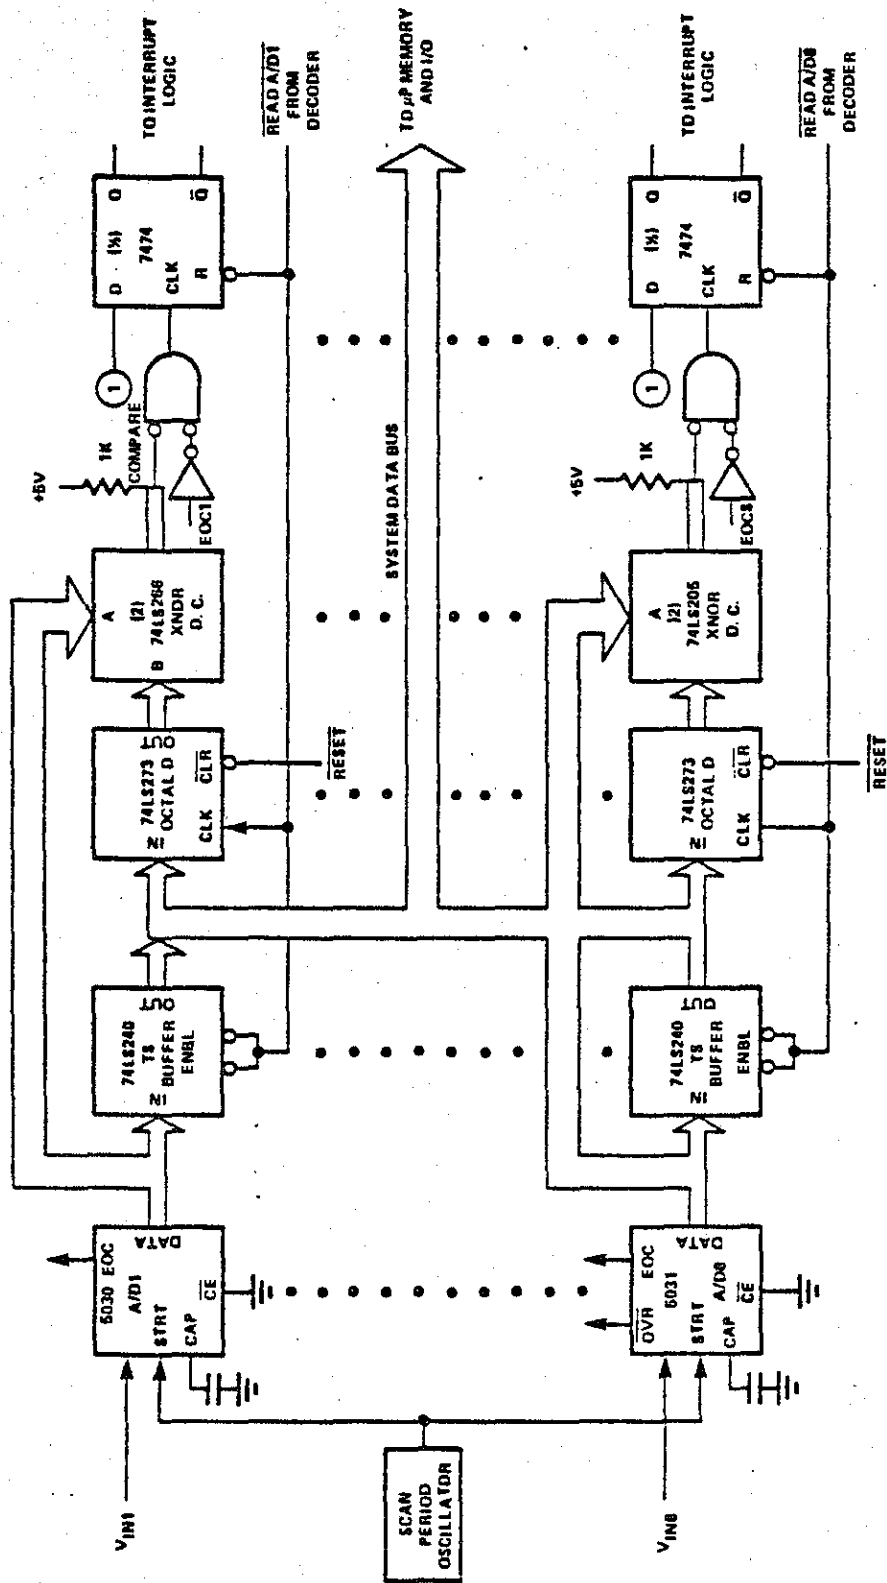 V_IN1
5030 EOC
A/D1
STRT
CAP
CE
DATA
IN
74LS240
TS
BUFFER
ENBL
OUT
IN
74LS273
OCTAL D
CLK
CLR
OUT
RESET
A
(2)
B 74LS266
XNOR
D. C.
+5V
1K
COMPARE
EOC1
1
D (½) Q
7474
CLK
R Q
TO INTERRUPT
LOGIC
READ A/D1
FROM
DECODER
SCAN
PERIOD
OSCILLATOR
SYSTEM DATA BUS
TO µP MEMORY
AND I/O
V_IN8
OVR EOC
5031
STRT A/D8
CAP
CE
DATA
IN
74LS240
TS
BUFFER
ENBL
OUT
IN
74LS273
OCTAL D
CLK
CLR
RESET
A
(2)
74LS205
XNOR
D. C.
+5V
1K
EOC8
1
D (½) Q
7474
CLK
R Q
TO INTERRUPT
LOGIC
READ A/D8
FROM
DECODER